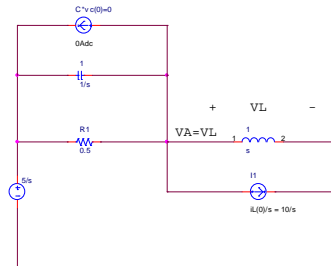 C*v c(0)=0
0Adc
1
1/s
+ VL -
R1
0.5
VA=VL
1 1 2
s
5/s
I1
iL(0)/s = 10/s